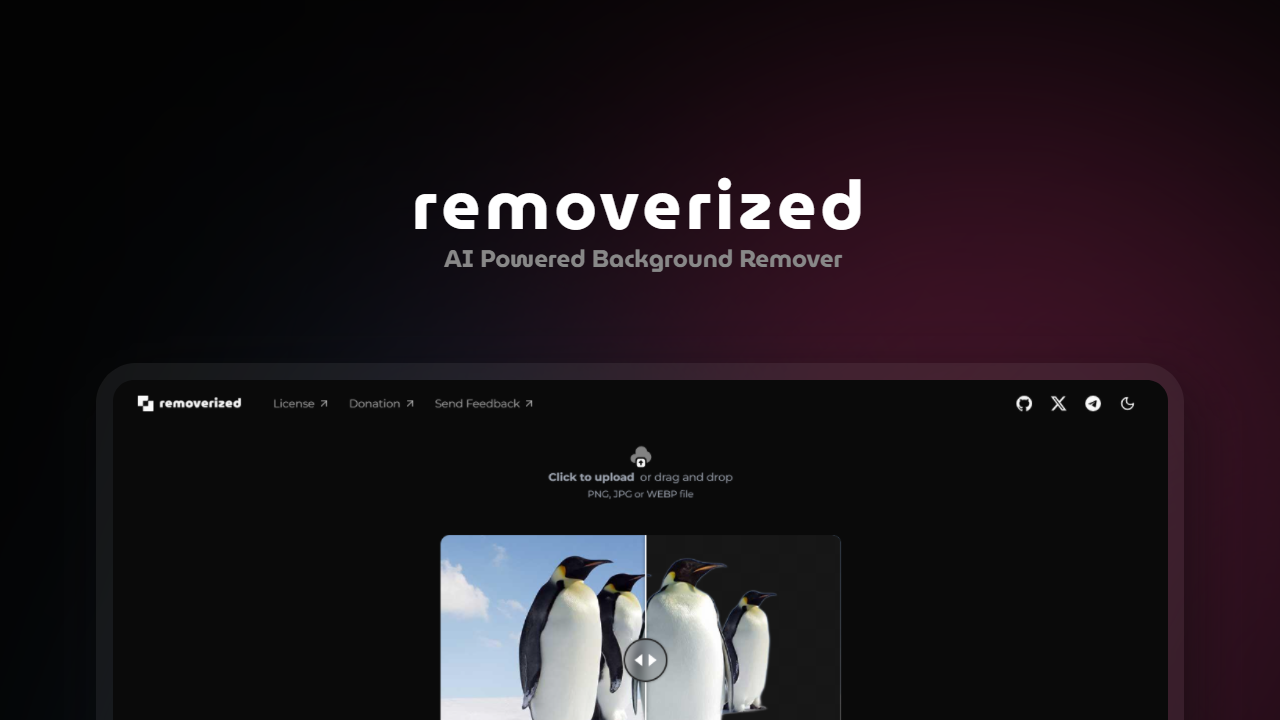 removerized
AI Powered Background Remover
removerized License Donation Send Feedback
Click to upload or drag and drop
PNG, JPG or WEBP file